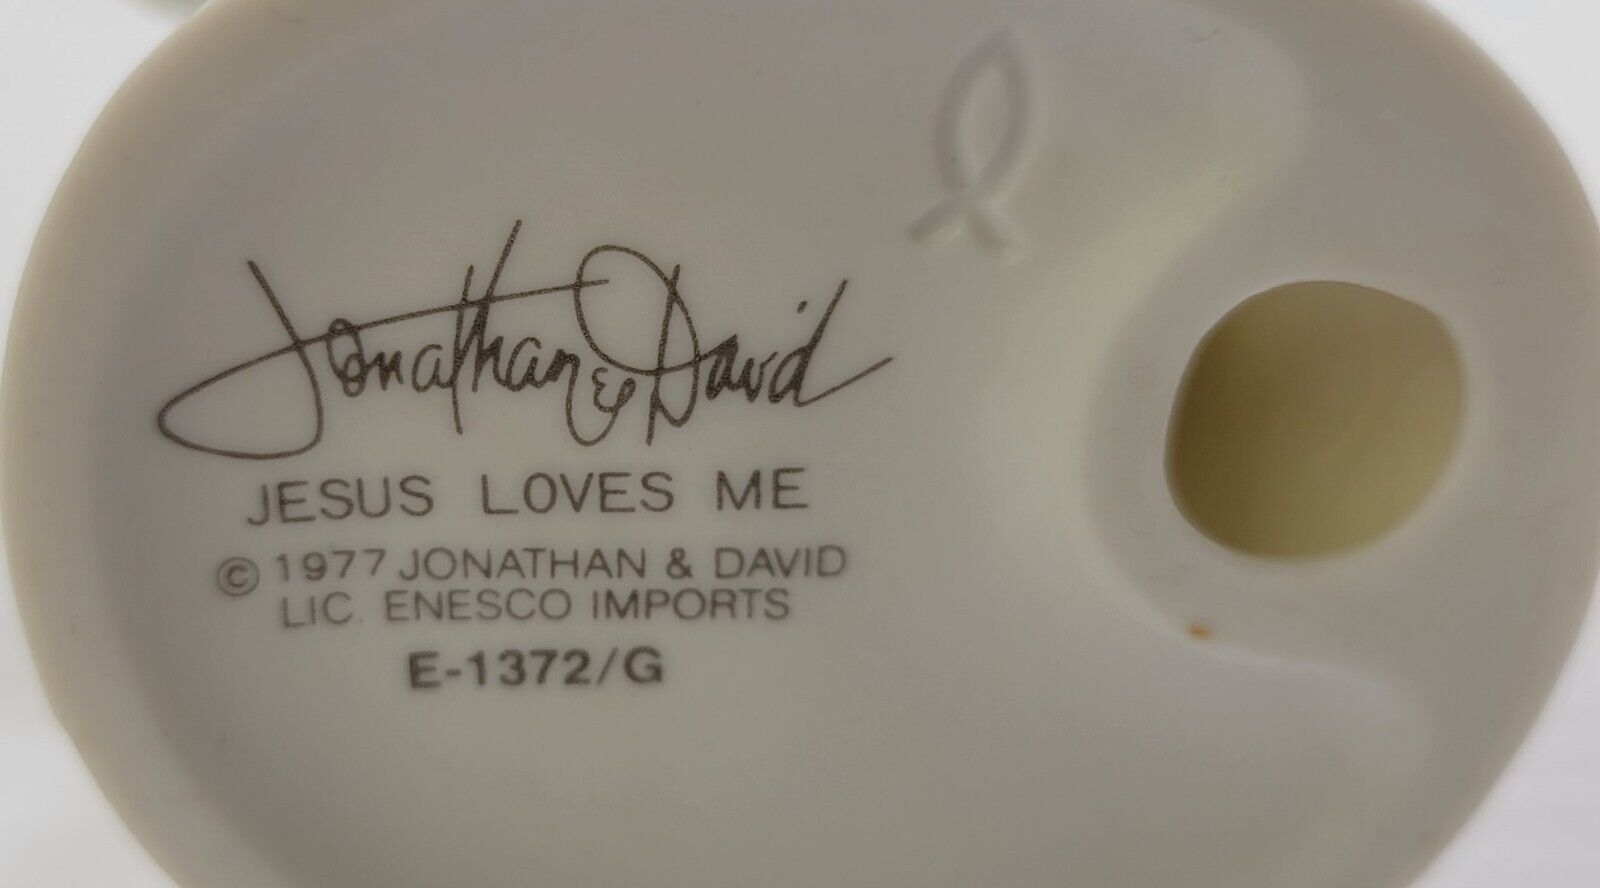 Jonathan & David
JESUS LOVES ME
© 1977 JONATHAN & DAVID
LIC. ENESCO IMPORTS
E-1372/G